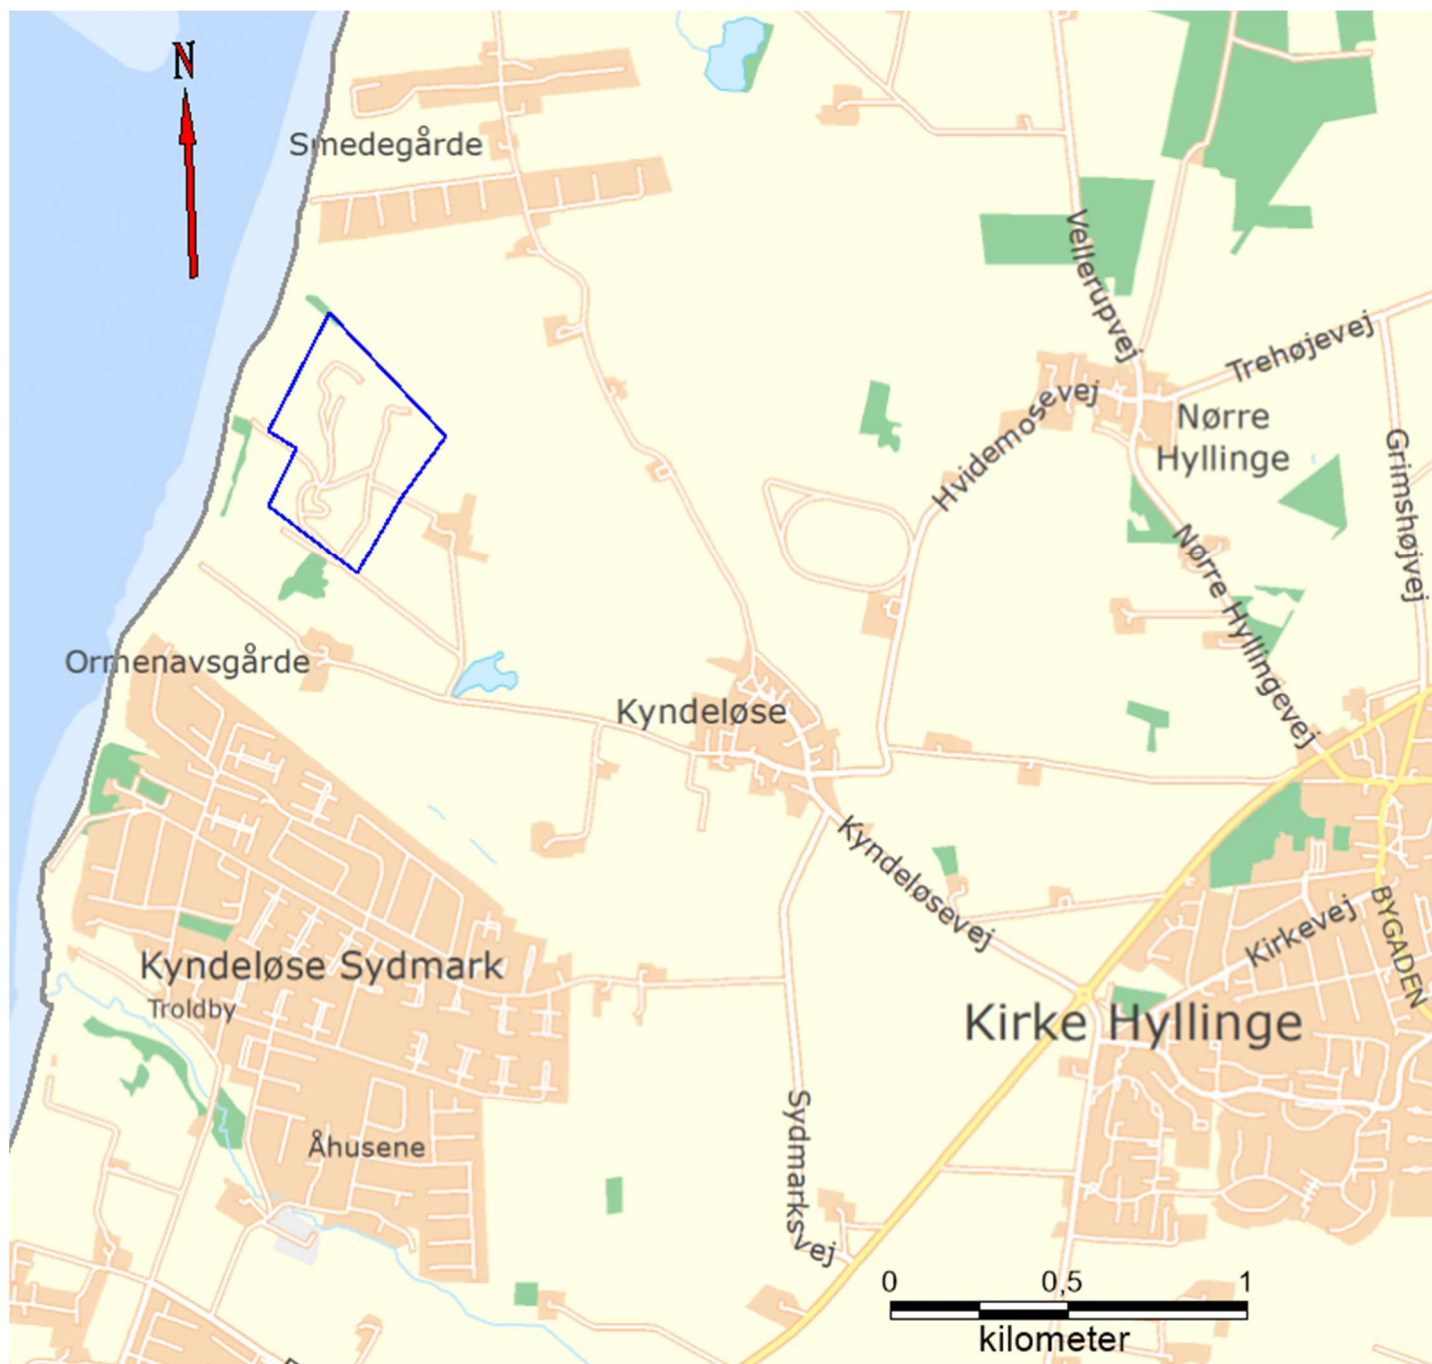 N
Smedegårde
Vellerupvej
Trehøjevej
Hvidemosevej
Nørre
Hyllinge
Grimshøjvej
Nørre Hyllingevej
Ormenavsgårde
Kyndeløse
Kyndeløsevej
Kirkevej
BYGADEN
Kyndeløse Sydmark
Troldby
Kirke Hyllinge
Åhusene
Sydmarksvej
0 0,5 1
kilometer